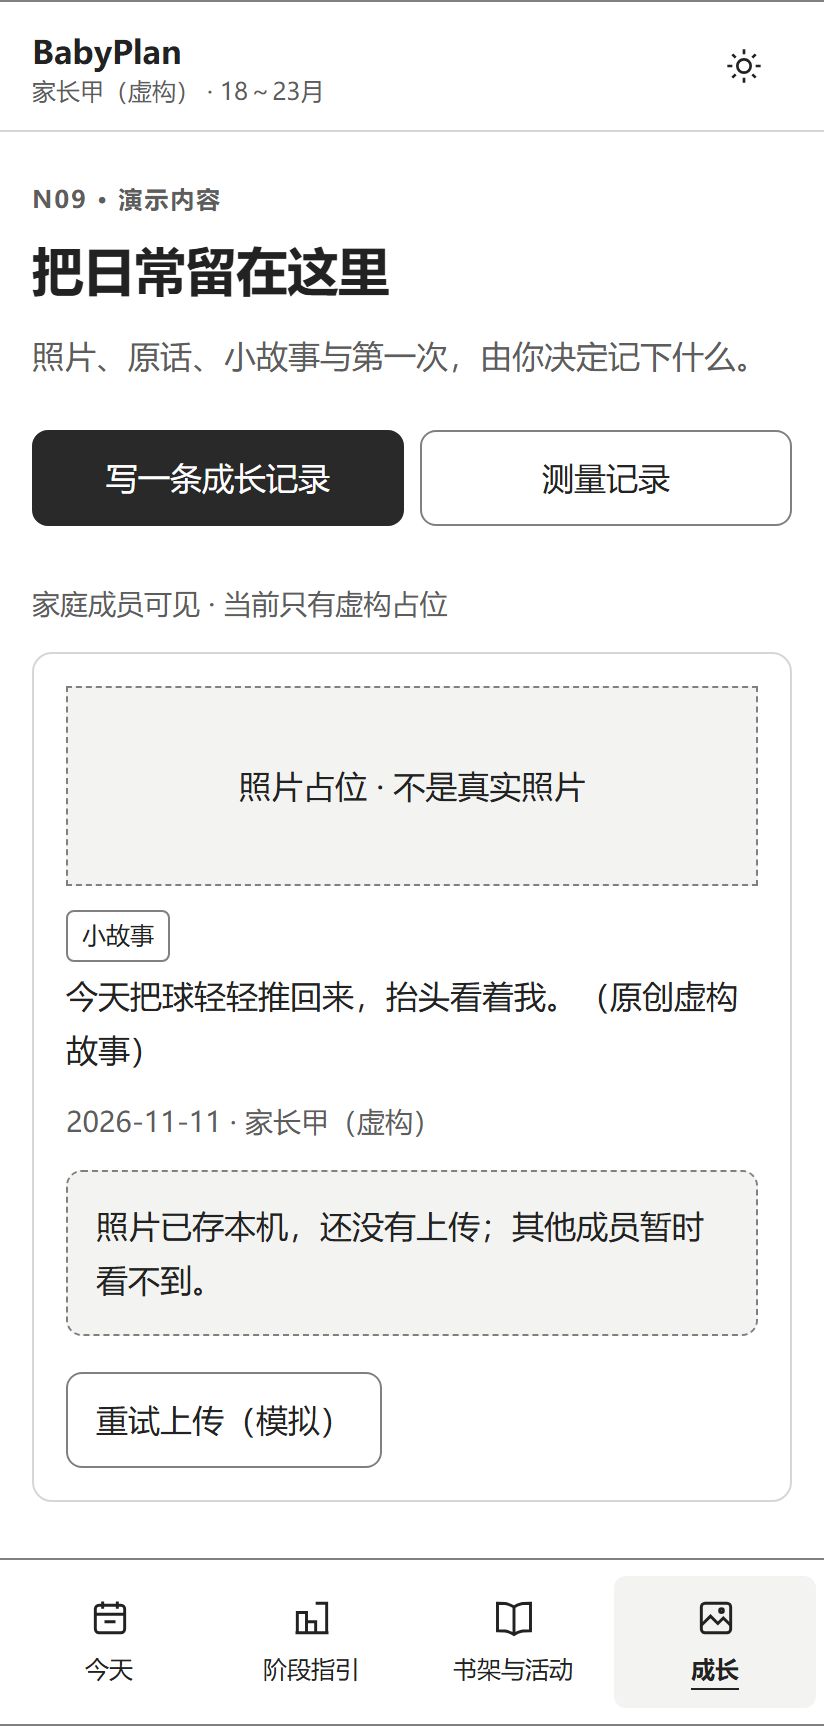 BabyPlan
家长甲（虚构） · 18～23月
N09 • 演示内容
把日常留在这里
照片、原话、小故事与第一次，由你决定记下什么。
写一条成长记录
测量记录
家庭成员可见 · 当前只有虚构占位
照片占位 · 不是真实照片
小故事
今天把球轻轻推回来，抬头看着我。（原创虚构
故事）
2026-11-11 · 家长甲（虚构）
照片已存本机，还没有上传；其他成员暂时
看不到。
重试上传（模拟）
今天
阶段指引
书架与活动
成长